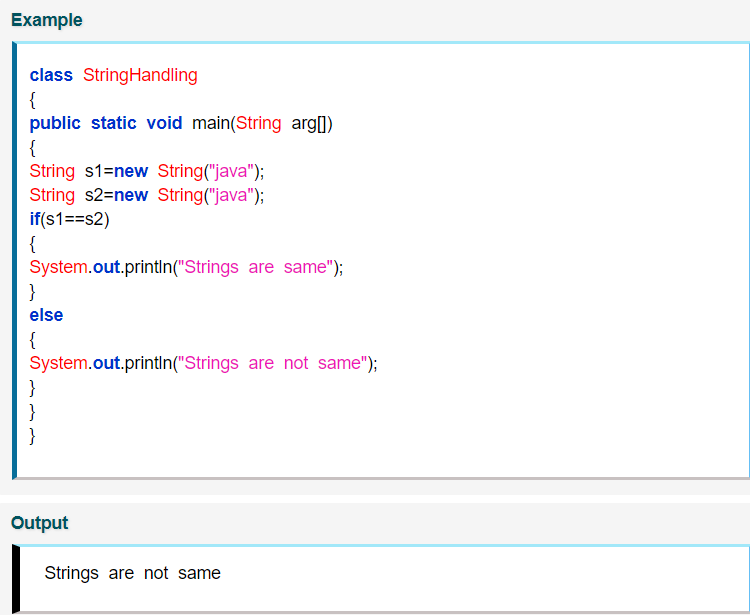 Example
class StringHandling
{
public static void main(String arg[])
{
String s1=new String("java");
String s2=new String("java");
if(s1==s2)
{
System.out.println("Strings are same");
}
else
{
System.out.println("Strings are not same");
}
}
}
Output
Strings are not same